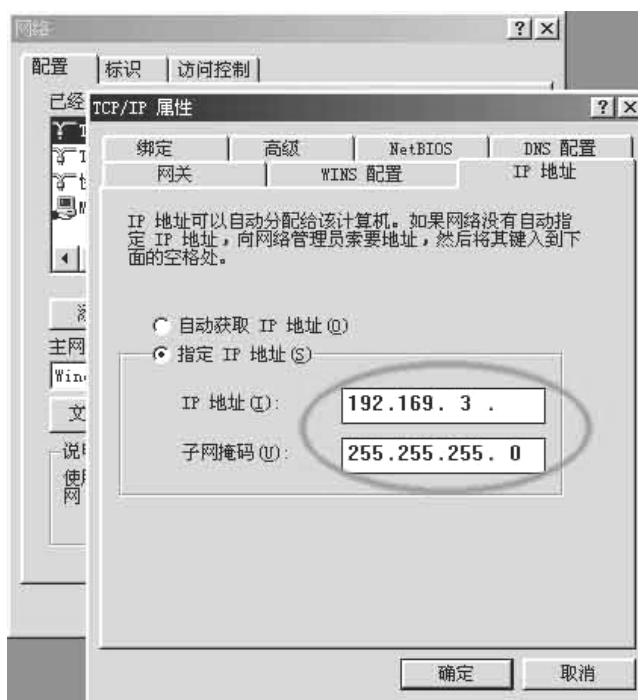 网络
配置 标识 访问控制
已经
TCP/IP 属性
绑定 高级 NetBIOS DNS 配置
网关 WINS 配置 IP 地址
IP 地址可以自动分配给该计算机。如果网络没有自动指
定 IP 地址，向网络管理员索要地址，然后将其键入到下
面的空格处。
自动获取 IP 地址(O)
指定 IP 地址(S)
IP 地址(I): 192.169. 3 .
子网掩码(U): 255.255.255. 0
主网
Win
文
说
使
网
确定 取消